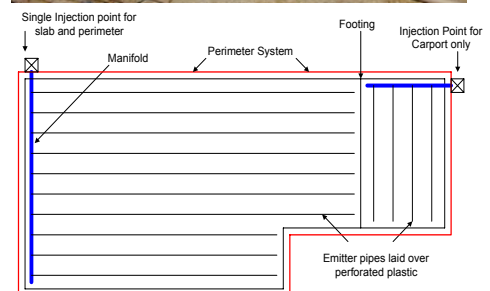 Single Injection point for
slab and perimeter
Manifold
Perimeter System
Footing
Injection Point for
Carport only
Emitter pipes laid over
perforated plastic